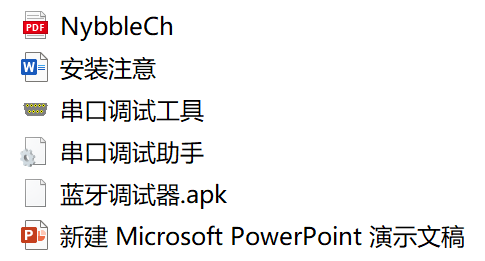 NybbleCh
安装注意
串口调试工具
串口调试助手
蓝牙调试器.apk
新建 Microsoft PowerPoint 演示文稿